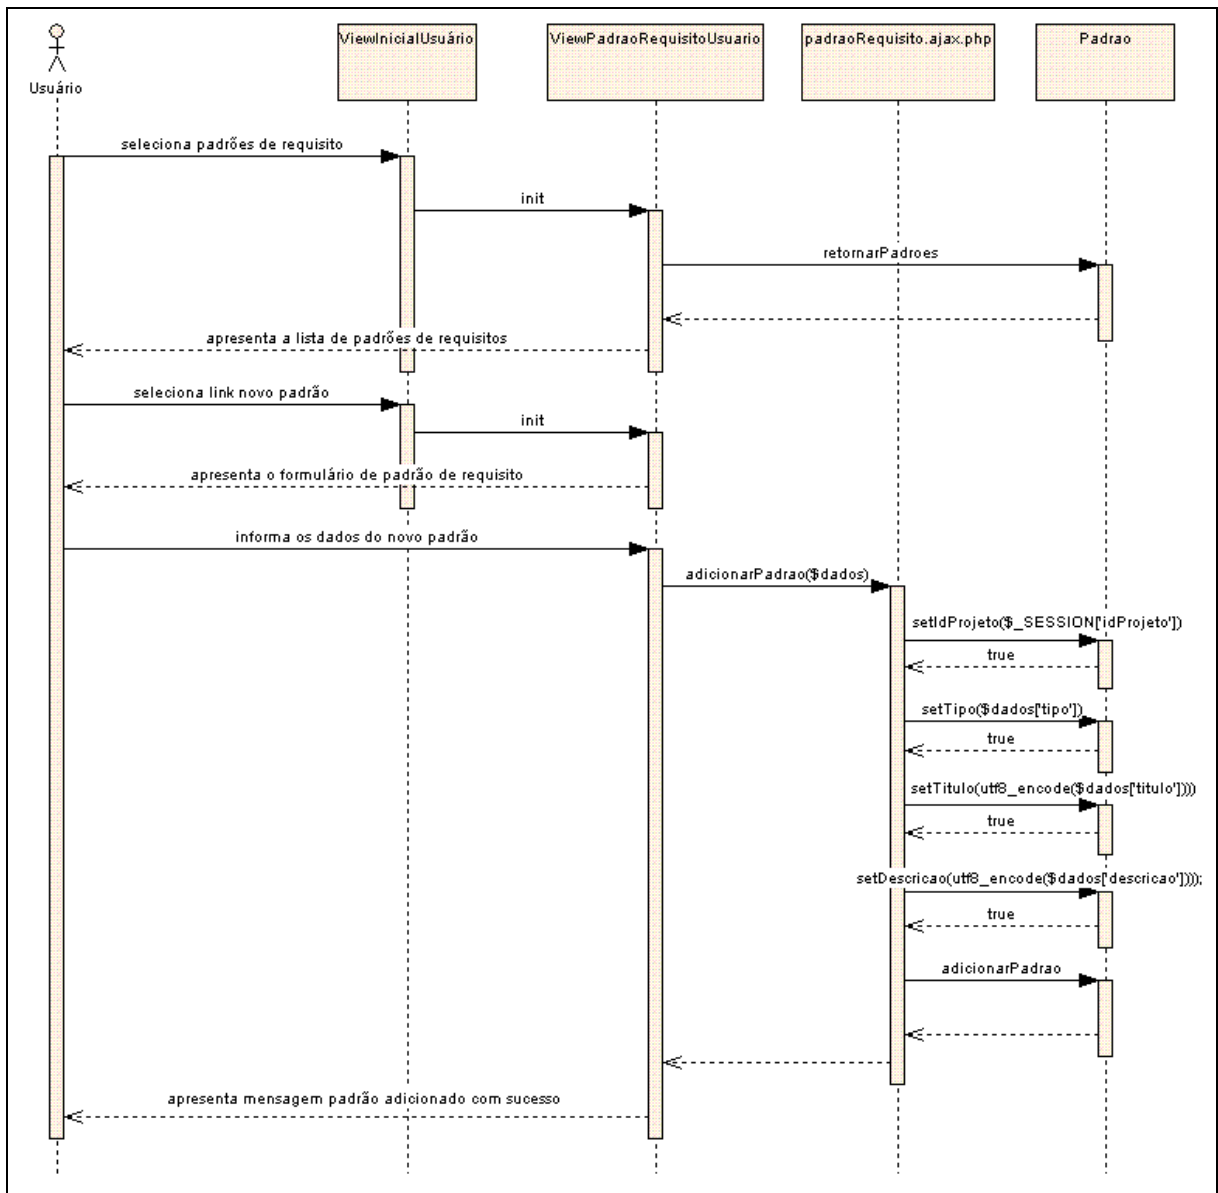 Usuário
ViewInicialUsuário
ViewPadraoRequisitoUsuario
padraoRequisito.ajax.php
Padrao
seleciona padrões de requisito
init
retornarPadroes
apresenta a lista de padrões de requisitos
seleciona link novo padrão
init
apresenta o formulário de padrão de requisito
informa os dados do novo padrão
adicionarPadrao($dados)
setIdProjeto($_SESSION['idProjeto'])
true
setTipo($dados['tipo'])
true
setTitulo(utf8_encode($dados['titulo'])))
true
setDescricao(utf8_encode($dados['descricao'])));
true
adicionarPadrao
apresenta mensagem padrão adicionado com sucesso